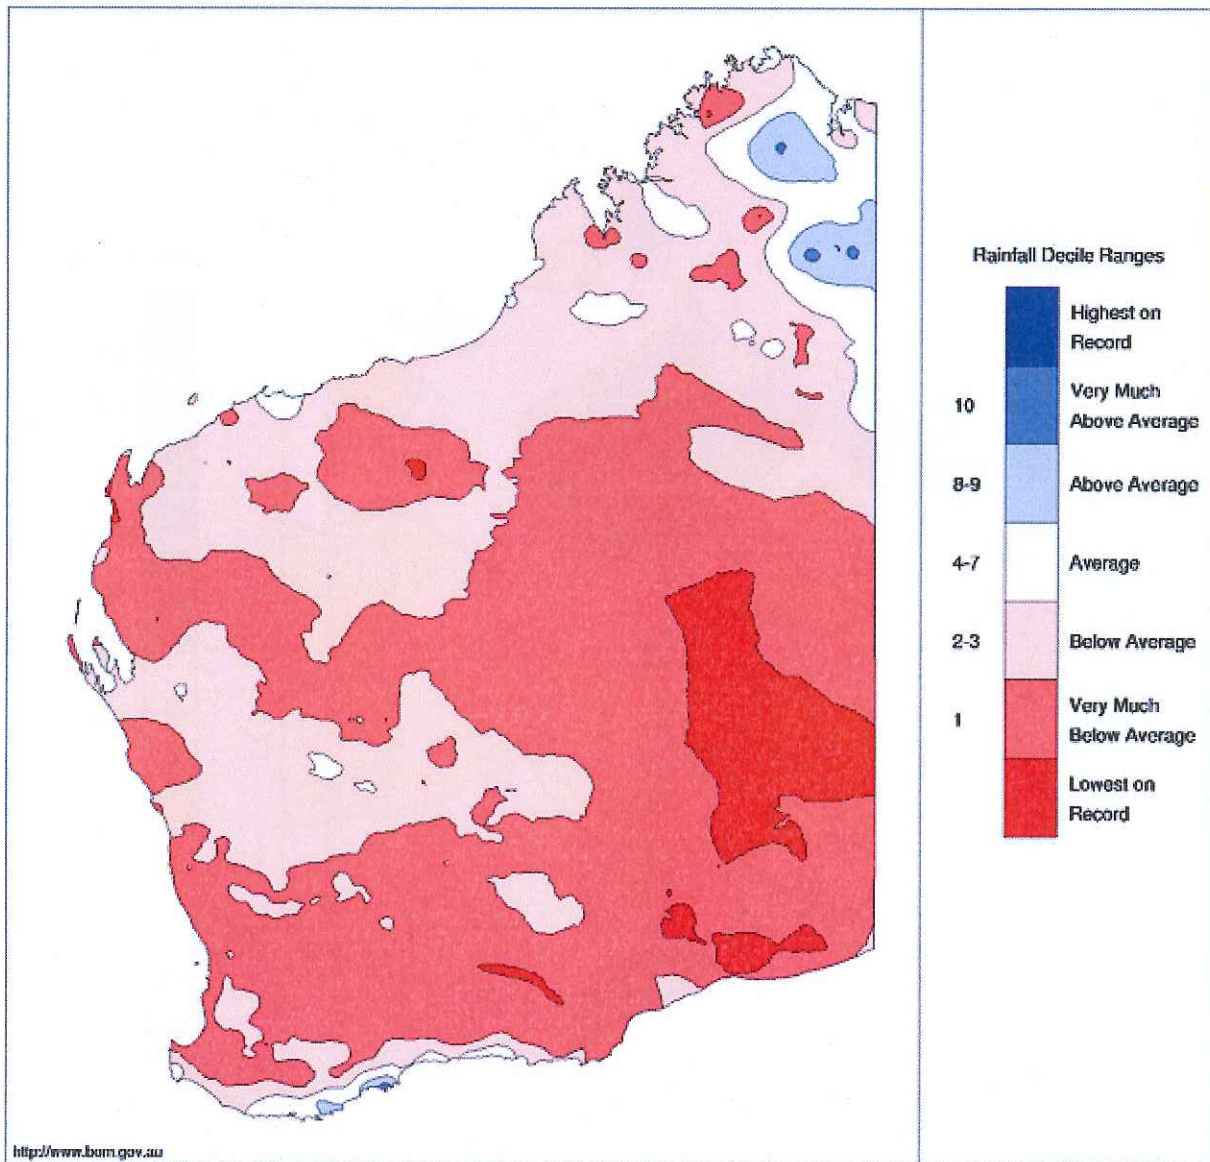 Rainfall Decile Ranges
Highest on
Record
10
Very Much
Above Average
8-9
Above Average
4-7
Average
2-3
Below Average
1
Very Much
Below Average
Lowest on
Record
http://www.bom.gov.au